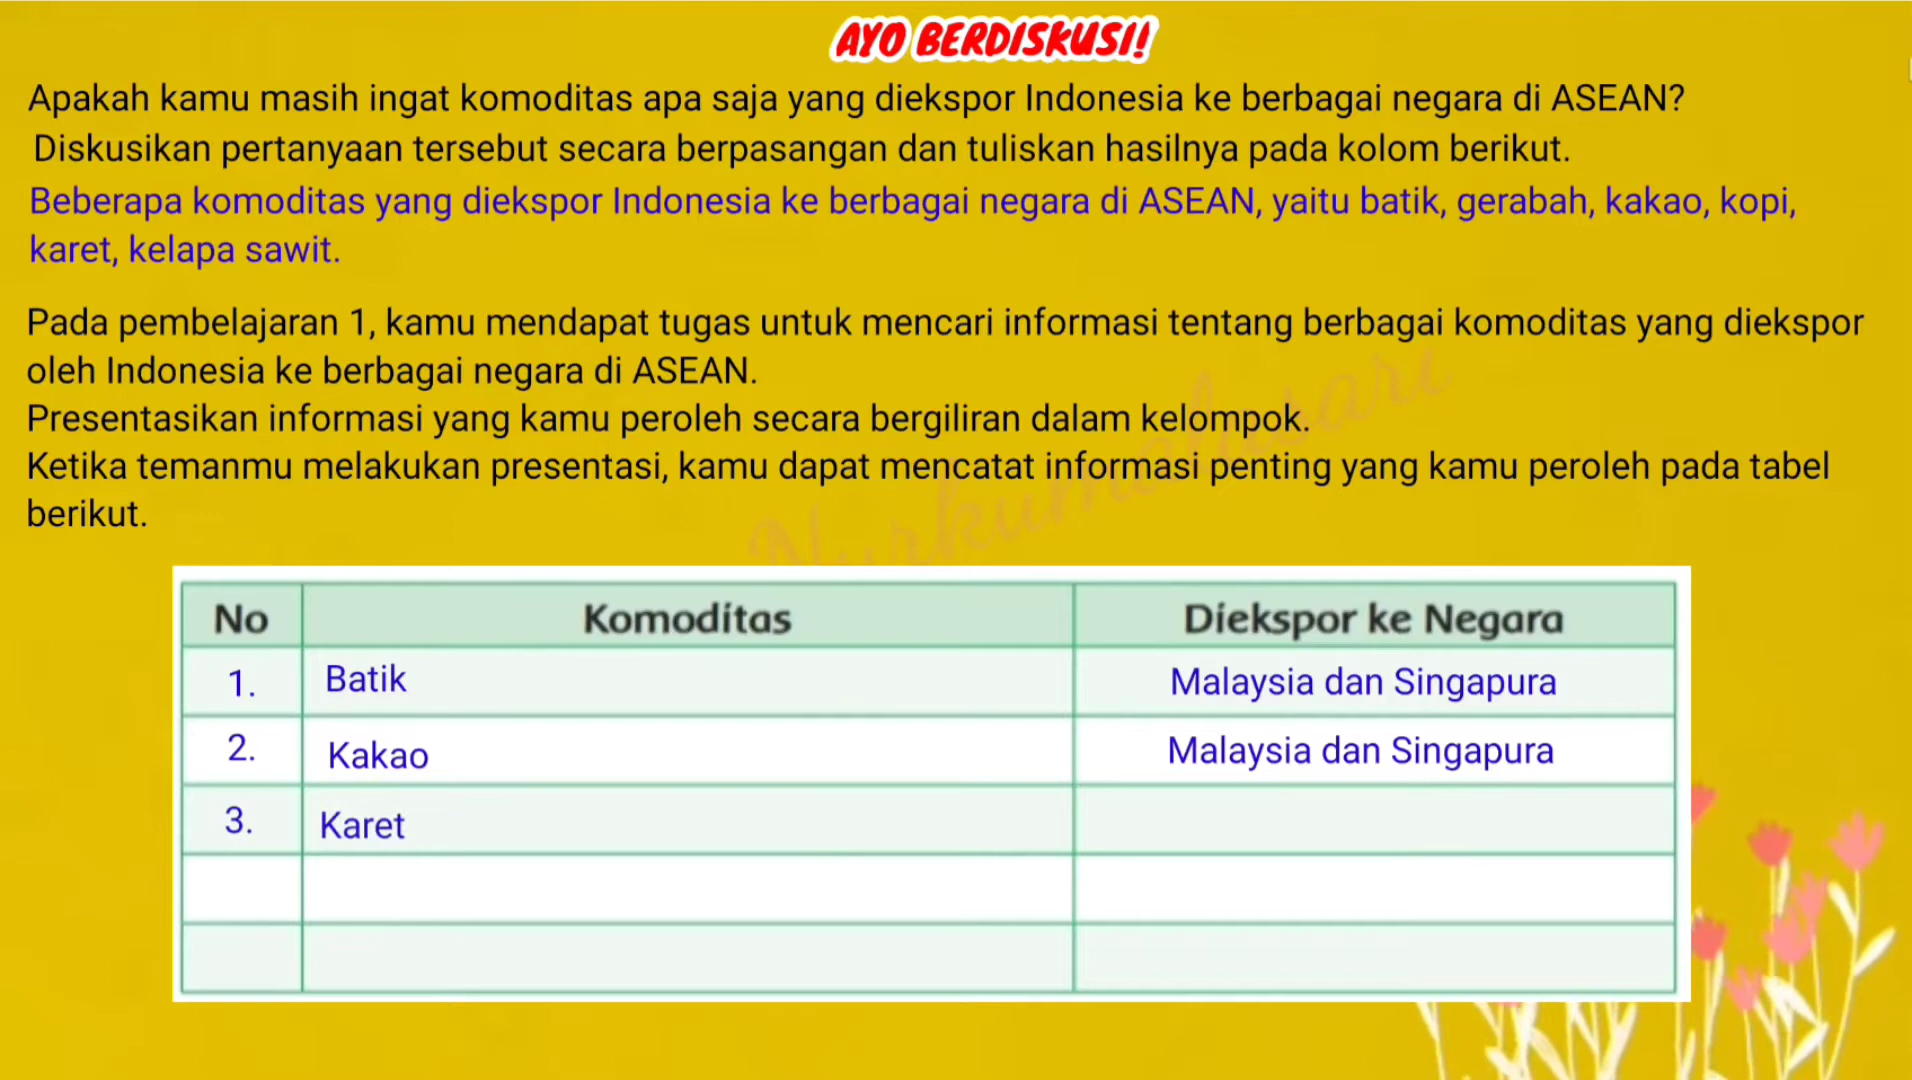 AYO BERDISKUSI!
Apakah kamu masih ingat komoditas apa saja yang diekspor Indonesia ke berbagai negara di ASEAN?
Diskusikan pertanyaan tersebut secara berpasangan dan tuliskan hasilnya pada kolom berikut.
Beberapa komoditas yang diekspor Indonesia ke berbagai negara di ASEAN, yaitu batik, gerabah, kakao, kopi,
karet, kelapa sawit.
Pada pembelajaran 1, kamu mendapat tugas untuk mencari informasi tentang berbagai komoditas yang diekspor
oleh Indonesia ke berbagai negara di ASEAN.
Presentasikan informasi yang kamu peroleh secara bergiliran dalam kelompok.
Ketika temanmu melakukan presentasi, kamu dapat mencatat informasi penting yang kamu peroleh pada tabel
berikut.
No Komoditas Diekspor ke Negara
1. Batik Malaysia dan Singapura
2. Kakao Malaysia dan Singapura
3. Karet